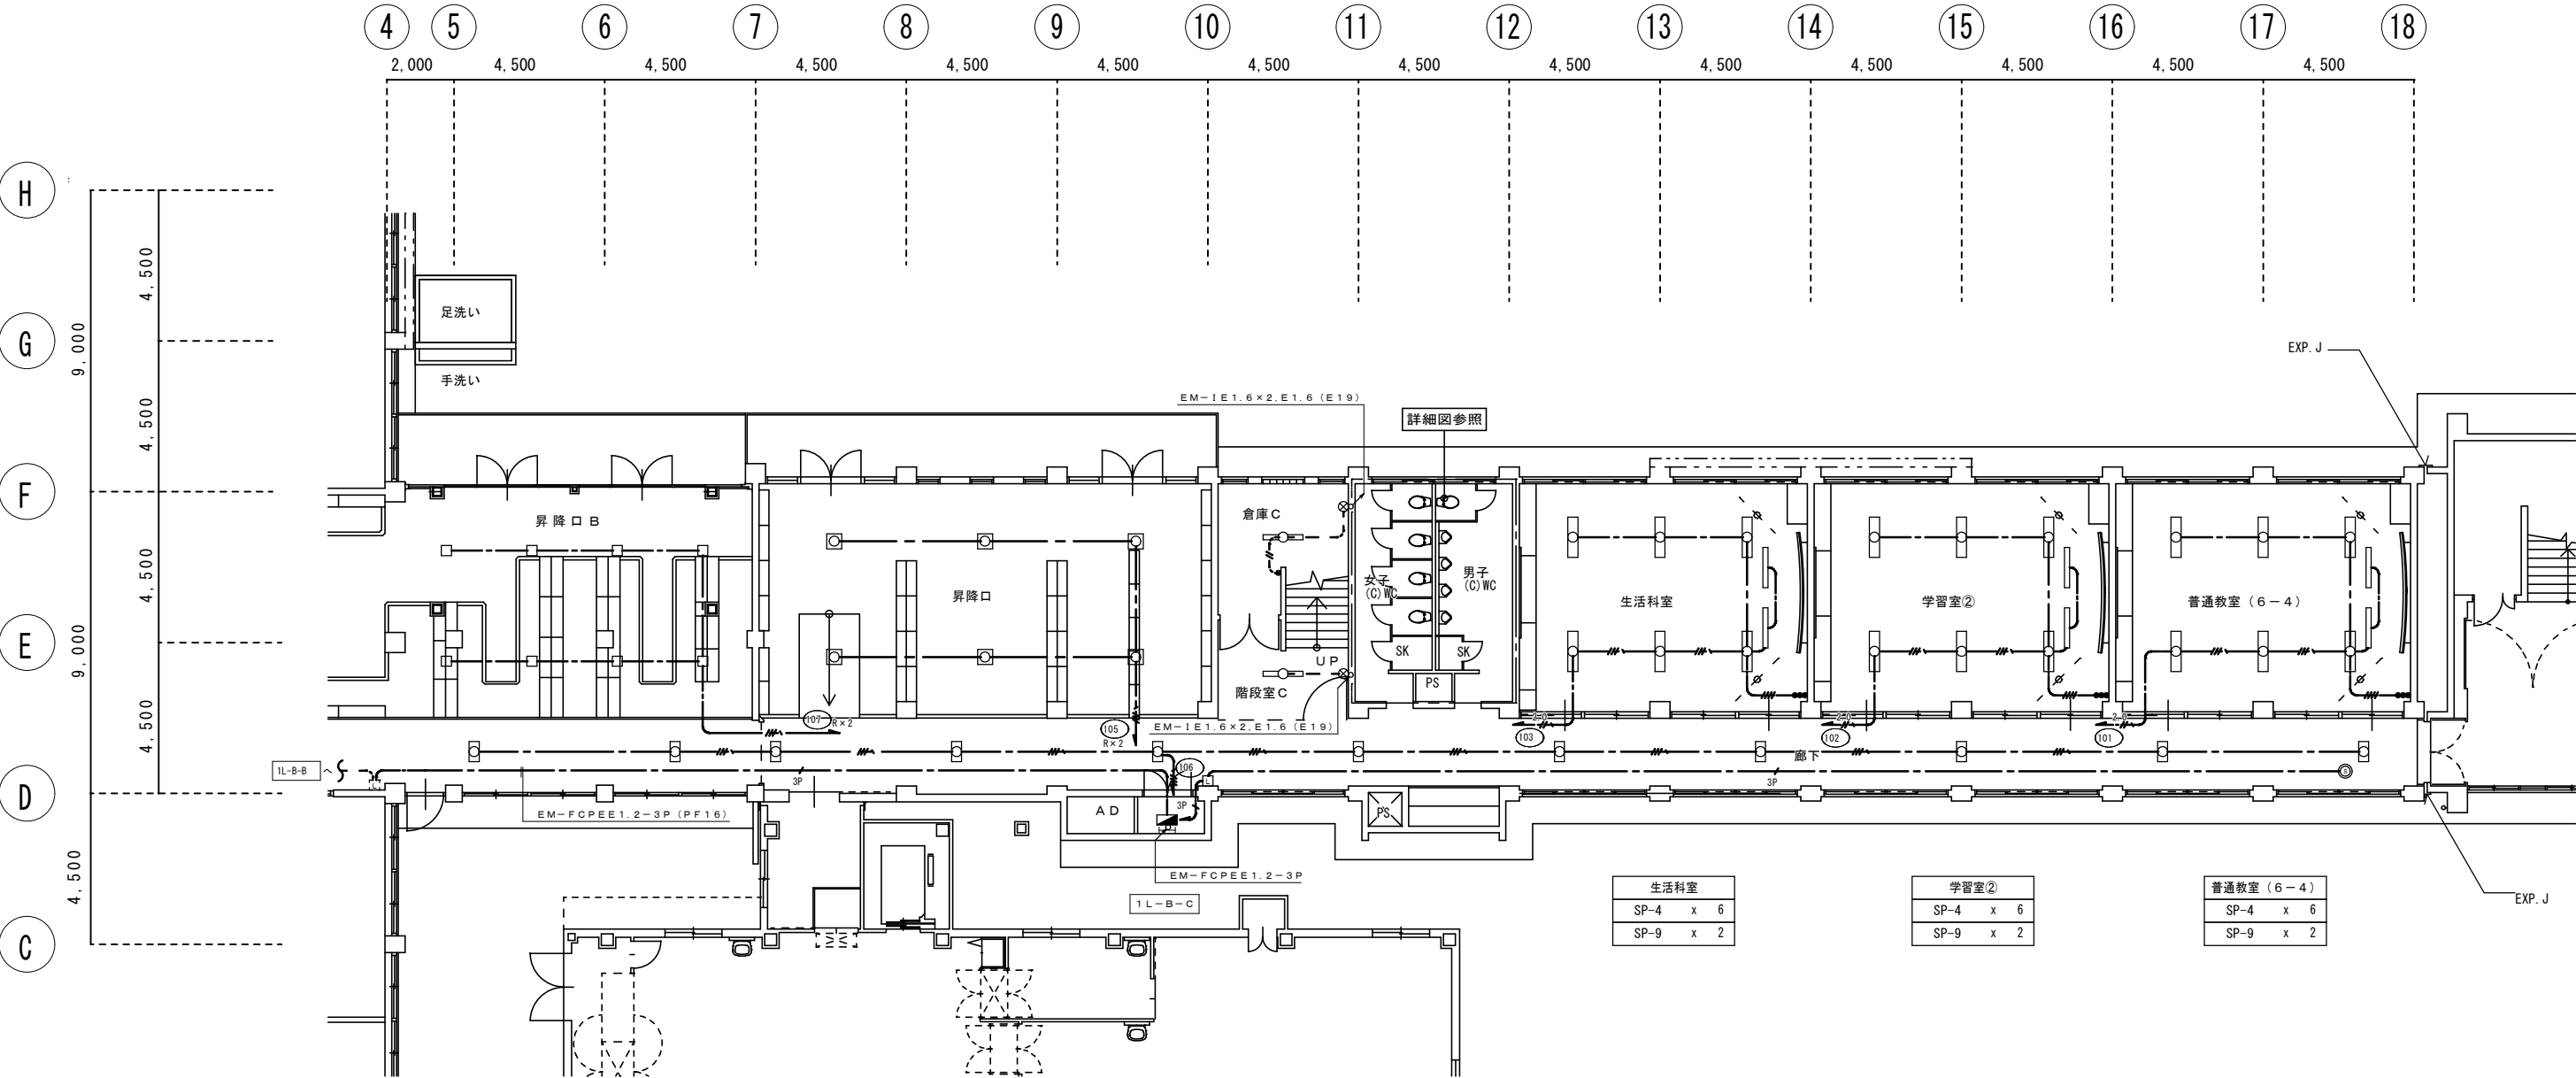 4 5 6 7 8 9 10 11 12 13 14 15 16 17 18
2,000 4,500 4,500 4,500 4,500 4,500 4,500 4,500 4,500 4,500 4,500 4,500 4,500 4,500
H
G
F
E
D
C
4,500
9,000
4,500
4,500
9,000
4,500
4,500
足洗い
手洗い
EXP.J
EM-IE1.6×2,E1.6(E19)
詳細図参照
昇降口B
倉庫C
昇降口
女子
(C)WC
男子
(C)WC
生活科室
学習室②
普通教室(6-4)
SK
SK
UP
PS
階段室C
107
R×2
105
R×2
EM-IE1.6×2,E1.6(E19)
2-0
103
2-0
102
2-0
101
廊下
1L-B-B
L
3P
106
L
3P
S
3P
AD
PS
EM-FCPEE1.2-3P(PF16)
EM-FCPEE1.2-3P
1L-B-C
生活科室
SP-4 x 6
SP-9 x 2
学習室②
SP-4 x 6
SP-9 x 2
普通教室(6-4)
SP-4 x 6
SP-9 x 2
EXP.J